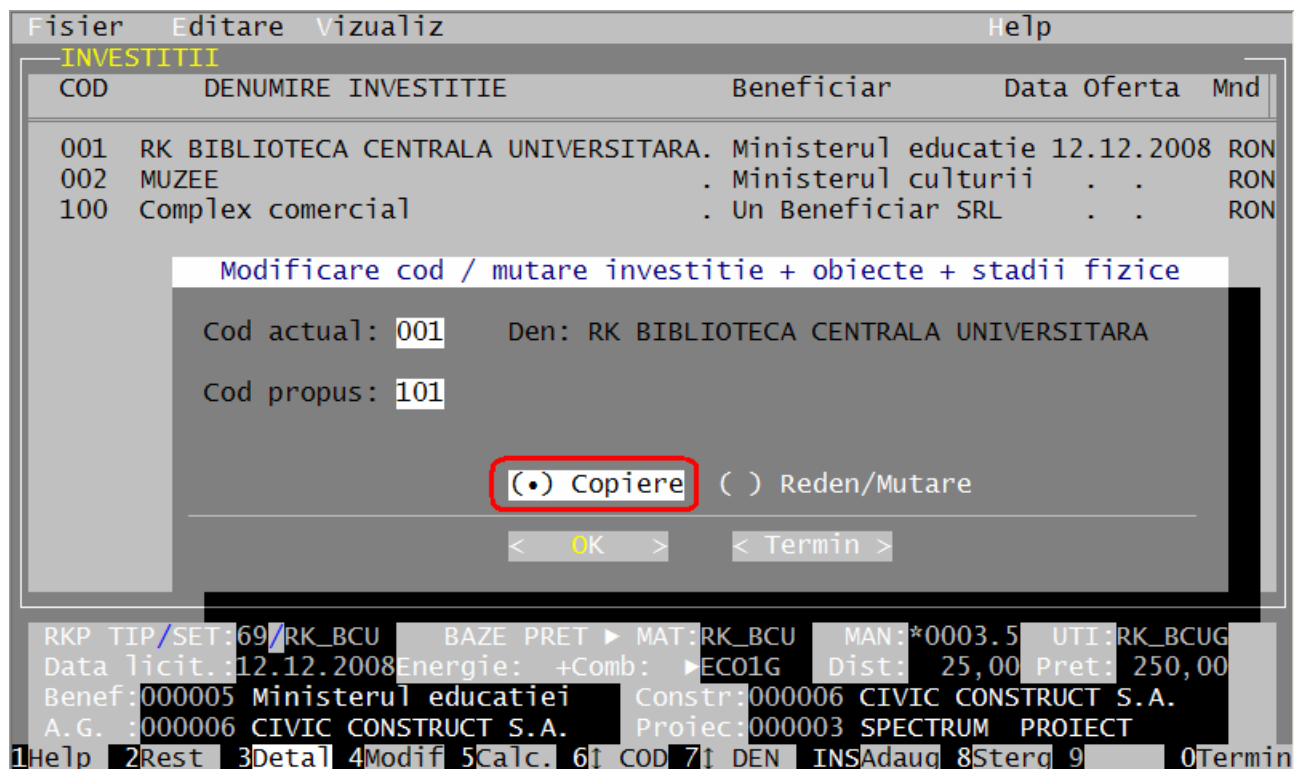 Fisier Editare Vizualiz Help
INVESTITII
COD DENUMIRE INVESTITIE Beneficiar Data Oferta Mnd
001 RK BIBLIOTECA CENTRALA UNIVERSITARA. Ministerul educatie 12.12.2008 RON
002 MUZEE . Ministerul culturii . . RON
100 Complex comercial . Un Beneficiar SRL . . RON
Modificare cod / mutare investitie + obiecte + stadii fizice
Cod actual: 001 Den: RK BIBLIOTECA CENTRALA UNIVERSITARA
Cod propus: 101
(•) Copiere ( ) Reden/Mutare
< OK > < Termin >
RKP TIP/SET:69/RK_BCU BAZE PRET ► MAT:RK_BCU MAN:*0003.5 UTI:RK_BCUG
Data licit.:12.12.2008Energie: +Comb: ►ECO1G Dist: 25,00 Pret: 250,00
Benef:000005 Ministerul educatiei Constr:000006 CIVIC CONSTRUCT S.A.
A.G. :000006 CIVIC CONSTRUCT S.A. Proiec:000003 SPECTRUM PROIECT
1Help 2Rest 3Detal 4Modif 5Calc. 6↕ COD 7↕ DEN INSAdaug 8Sterg 9 0Termin